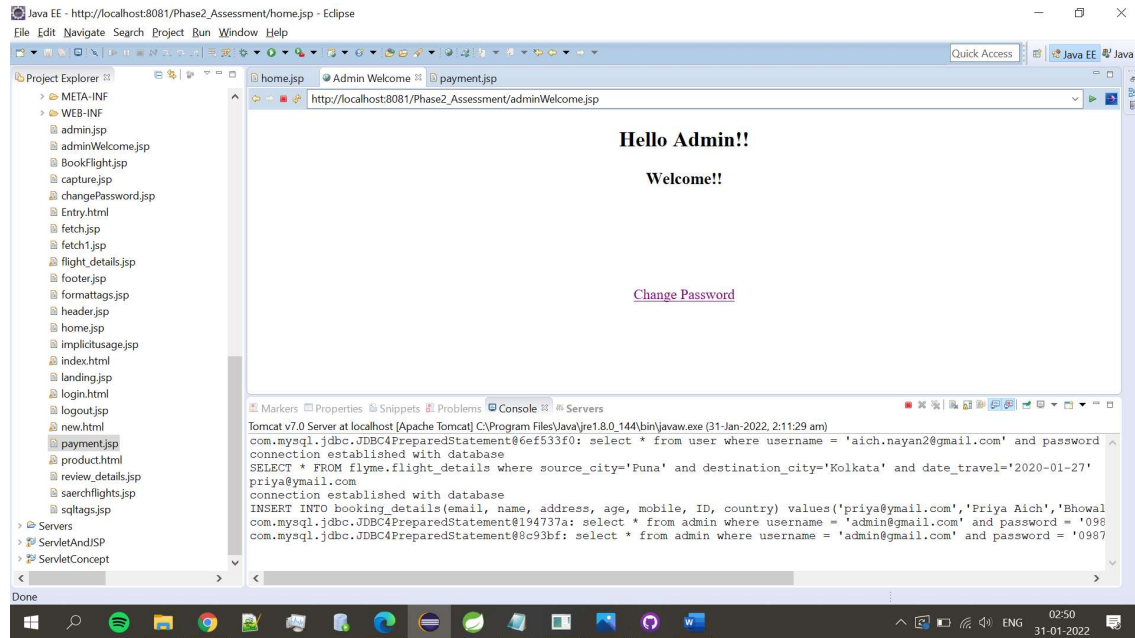 Java EE - http://localhost:8081/Phase2_Assessment/home.jsp - Eclipse
File Edit Navigate Search Project Run Window Help
Quick Access
Java EE
Java
Project Explorer
META-INF
WEB-INF
admin.jsp
adminWelcome.jsp
BookFlight.jsp
capture.jsp
changePassword.jsp
Entry.html
fetch.jsp
fetch1.jsp
flight_details.jsp
footer.jsp
formattags.jsp
header.jsp
home.jsp
implicitusage.jsp
index.html
landing.jsp
login.html
logout.jsp
new.html
payment.jsp
product.html
review_details.jsp
saerchflights.jsp
sqltags.jsp
Servers
ServletAndJSP
ServletConcept
home.jsp
Admin Welcome
payment.jsp
http://localhost:8081/Phase2_Assessment/adminWelcome.jsp
Hello Admin!!
Welcome!!
Change Password
Markers Properties Snippets Problems Console Servers
Tomcat v7.0 Server at localhost [Apache Tomcat] C:\Program Files\Java\jre1.8.0_144\bin\javaw.exe (31-Jan-2022, 2:11:29 am)
com.mysql.jdbc.JDBC4PreparedStatement@6ef533f0: select * from user where username = 'aich.nayan2@gmail.com' and password
connection established with database
SELECT * FROM flyme.flight_details where source_city='Puna' and destination_city='Kolkata' and date_travel='2020-01-27'
priya@ymail.com
connection established with database
INSERT INTO booking_details(email, name, address, age, mobile, ID, country) values('priya@ymail.com','Priya Aich','Bhowal
com.mysql.jdbc.JDBC4PreparedStatement@194737a: select * from admin where username = 'admin@gmail.com' and password = '098
com.mysql.jdbc.JDBC4PreparedStatement@8c93bf: select * from admin where username = 'admin@gmail.com' and password = '0987
Done
ENG
02:50
31-01-2022